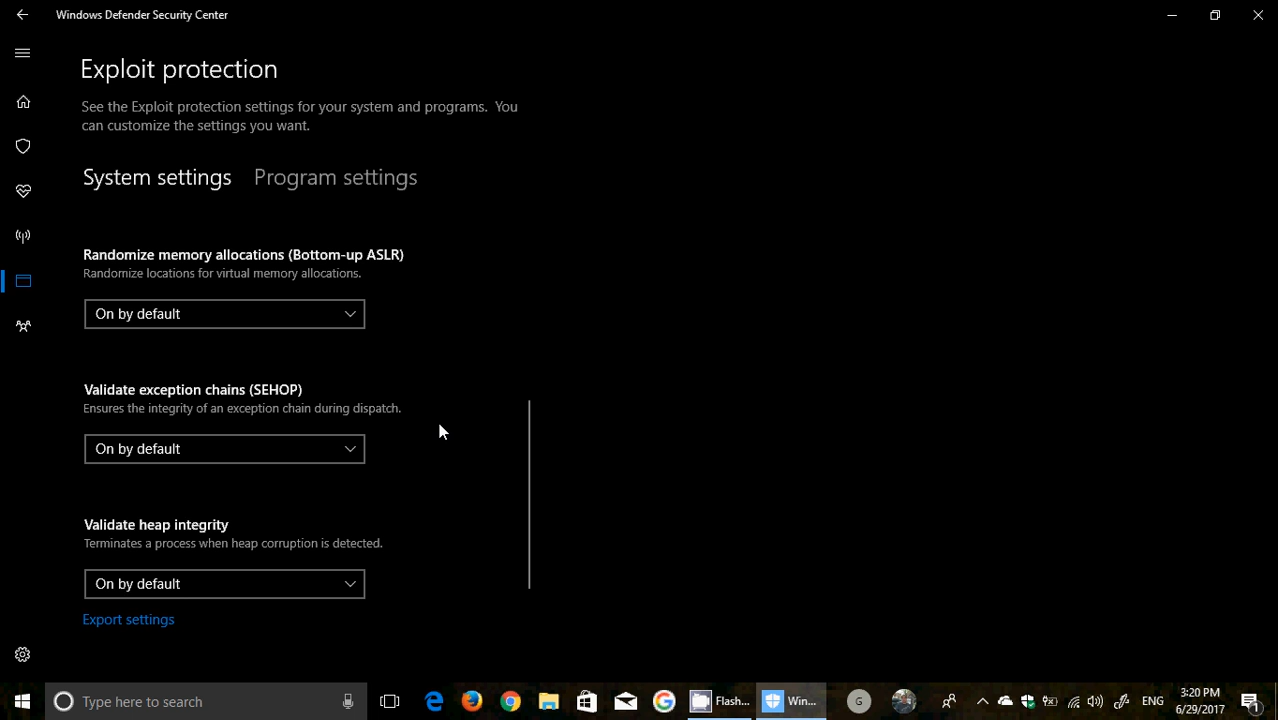 Windows Defender Security Center
Exploit protection
See the Exploit protection settings for your system and programs. You
can customize the settings you want.
System settings Program settings
Randomize memory allocations (Bottom-up ASLR)
Randomize locations for virtual memory allocations.
On by default
Validate exception chains (SEHOP)
Ensures the integrity of an exception chain during dispatch.
On by default
Validate heap integrity
Terminates a process when heap corruption is detected.
On by default
Export settings
Type here to search
Flash...
Win...
G
ENG
3:20 PM
6/29/2017
1